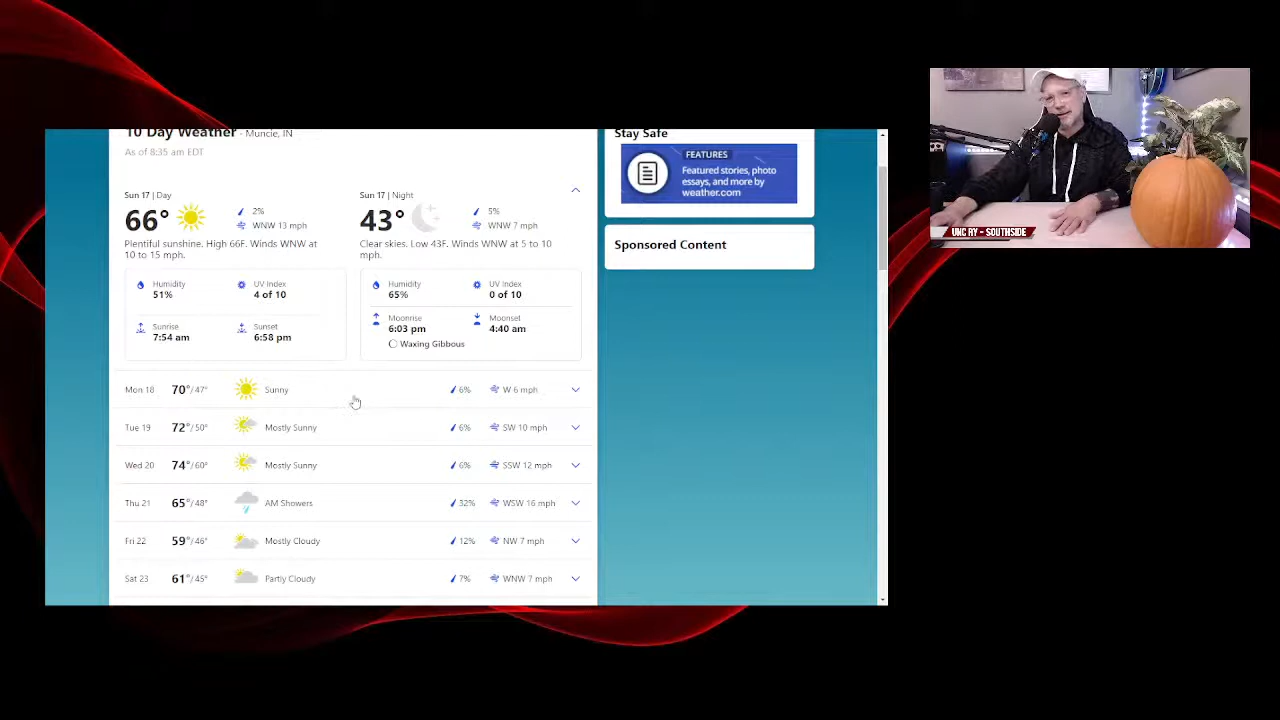 10 Day Weather - Muncie, IN
As of 8:35 am EDT
Sun 17 | Day
66°
2%
WNW 13 mph
Plentiful sunshine. High 66F. Winds WNW at
10 to 15 mph.
Humidity
51%
UV Index
4 of 10
Sunrise
7:54 am
Sunset
6:58 pm
Sun 17 | Night
43°
5%
WNW 7 mph
Clear skies. Low 43F. Winds WNW at 5 to 10
mph.
Humidity
65%
UV Index
0 of 10
Moonrise
6:03 pm
Moonset
4:40 am
Waxing Gibbous
Mon 18 70°/47° Sunny 6% W 6 mph
Tue 19 72°/50° Mostly Sunny 6% SW 10 mph
Wed 20 74°/60° Mostly Sunny 6% SSW 12 mph
Thu 21 65°/48° AM Showers 32% WSW 16 mph
Fri 22 59°/46° Mostly Cloudy 12% NW 7 mph
Sat 23 61°/45° Partly Cloudy 7% WNW 7 mph
Stay Safe
FEATURES
Featured stories, photo
essays, and more by
weather.com
Sponsored Content
UNC RY - SOUTHSIDE